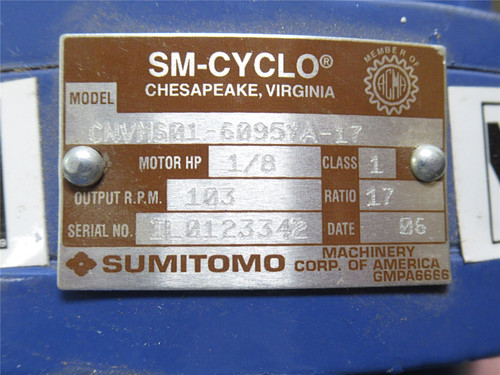 SM-CYCLO®
CHESAPEAKE, VIRGINIA
MEMBER OF
AGMA
MODEL
CNVMS01-6095YA-17
MOTOR HP 1/8 CLASS 1
OUTPUT R.P.M. 103 RATIO 17
SERIAL NO. IL0123342 DATE 06
SUMITOMO MACHINERY
CORP. OF AMERICA
GMPA6666